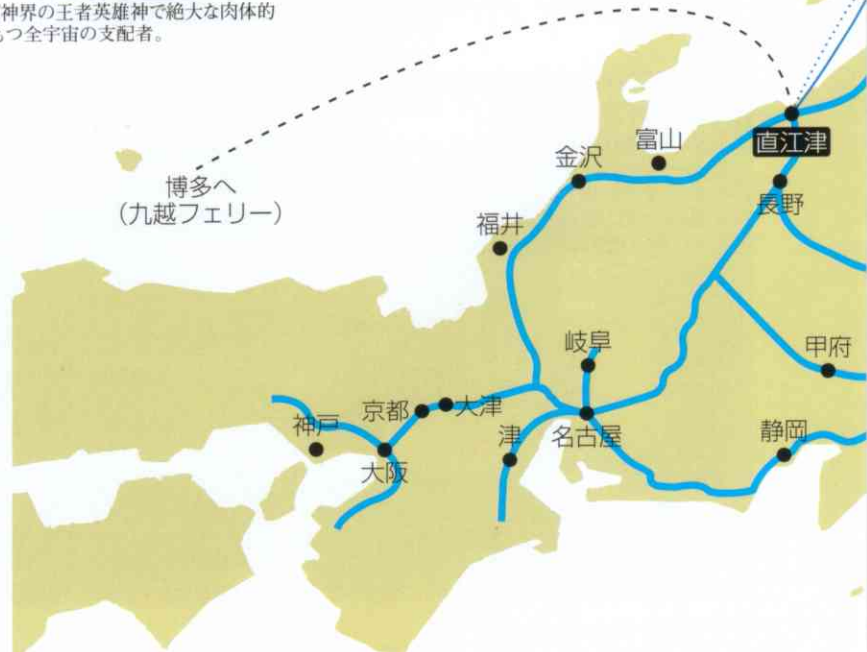 神界の王者英雄神で絶大な肉体的
つ全宇宙の支配者。
直江津
富山
金沢
長野
博多へ
(九越フェリー)
福井
岐阜
甲府
京都
大津
神戸
津
名古屋
静岡
大阪